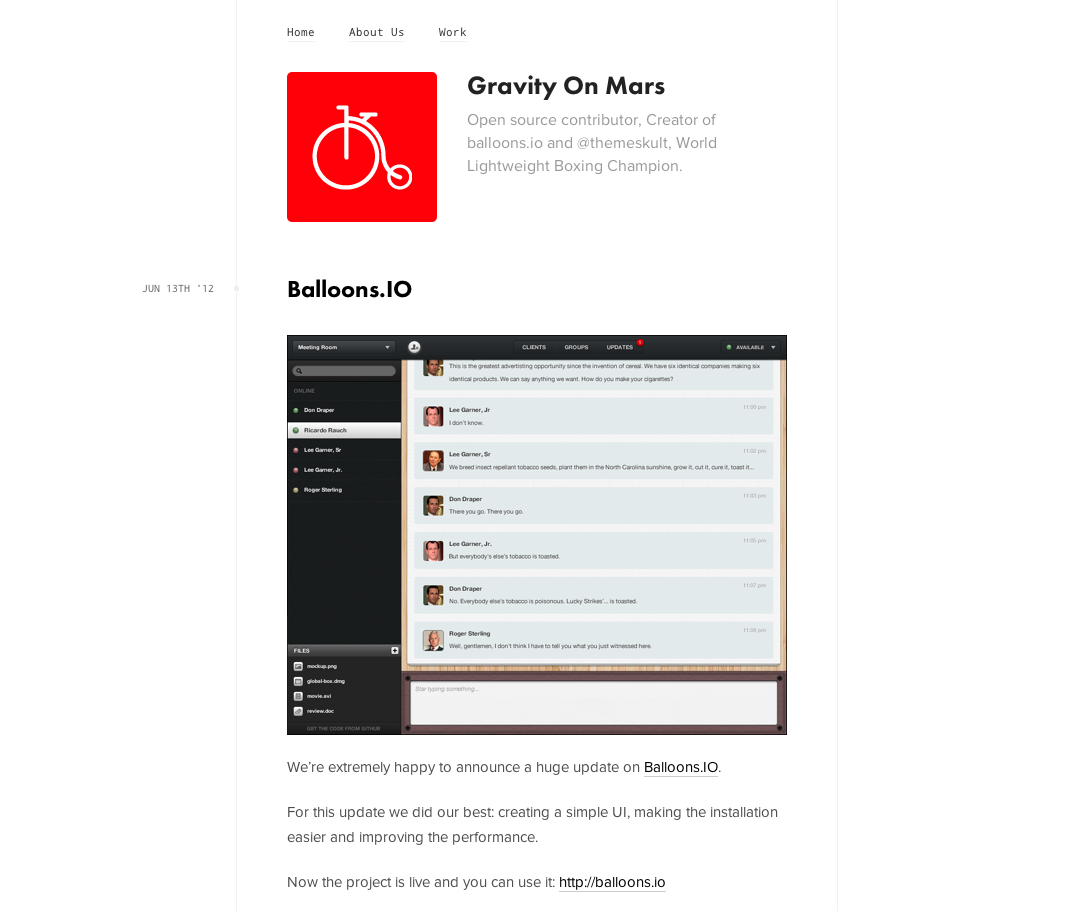 Home About Us Work
Gravity On Mars
Open source contributor, Creator of
balloons.io and @themeskult, World
Lightweight Boxing Champion.
JUN 13TH '12
Balloons.IO
Meeting Room
CLIENTS GROUPS UPDATES
AVAILABLE
ONLINE
Don Draper
Ricardo Rauch
Lee Garner, Sr
Lee Garner, Jr.
Roger Sterling
FILES
mockup.png
global-box.dmg
movie.avi
review.doc
GET THE CODE FROM GITHUB
This is the greatest advertisting opportunity since the invention of cereal. We have six identical companies making six
identical products. We can say anything we want. How do you make your cigarettes?
Lee Garner, Jr 11:00 pm
I don't know.
Lee Garner, Sr 11:02 pm
We breed insect repellant tobacco seeds, plant them in the North Carolina sunshine, grow it, cut it, cure it, toast it...
Don Draper 11:03 pm
There you go. There you go.
Lee Garner, Jr. 11:05 pm
But everybody's else's tobacco is toasted.
Don Draper 11:07 pm
No. Everybody else's tobacco is poisonous. Lucky Strikes'... is toasted.
Roger Sterling 11:08 pm
Well, gentlemen, I don't think I have to tell you what you just witnessed here.
Start typing something...
We're extremely happy to announce a huge update on Balloons.IO.
For this update we did our best: creating a simple UI, making the installation
easier and improving the performance.
Now the project is live and you can use it: http://balloons.io